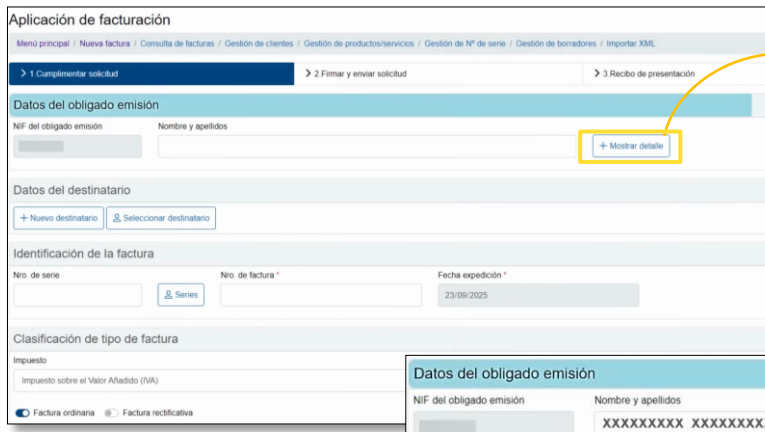 Aplicación de facturación
Menú principal / Nueva factura / Consulta de facturas / Gestión de clientes / Gestión de productos/servicios / Gestión de Nº de serie / Gestión de borradores / Importar XML
1.Cumplimentar solicitud 2.Firmar y enviar solicitud 3.Recibo de presentación
Datos del obligado emisión
NIF del obligado emisión Nombre y apellidos
+ Mostrar detalle
Datos del destinatario
+ Nuevo destinatario Seleccionar destinatario
Identificación de la factura
Nro. de serie Nro. de factura * Fecha expedición *
Series 23/09/2025
Clasificación de tipo de factura
Impuesto
Impuesto sobre el Valor Añadido (IVA)
Factura ordinaria Factura rectificativa
Datos del obligado emisión
NIF del obligado emisión Nombre y apellidos
XXXXXXXXX XXXXXXXX